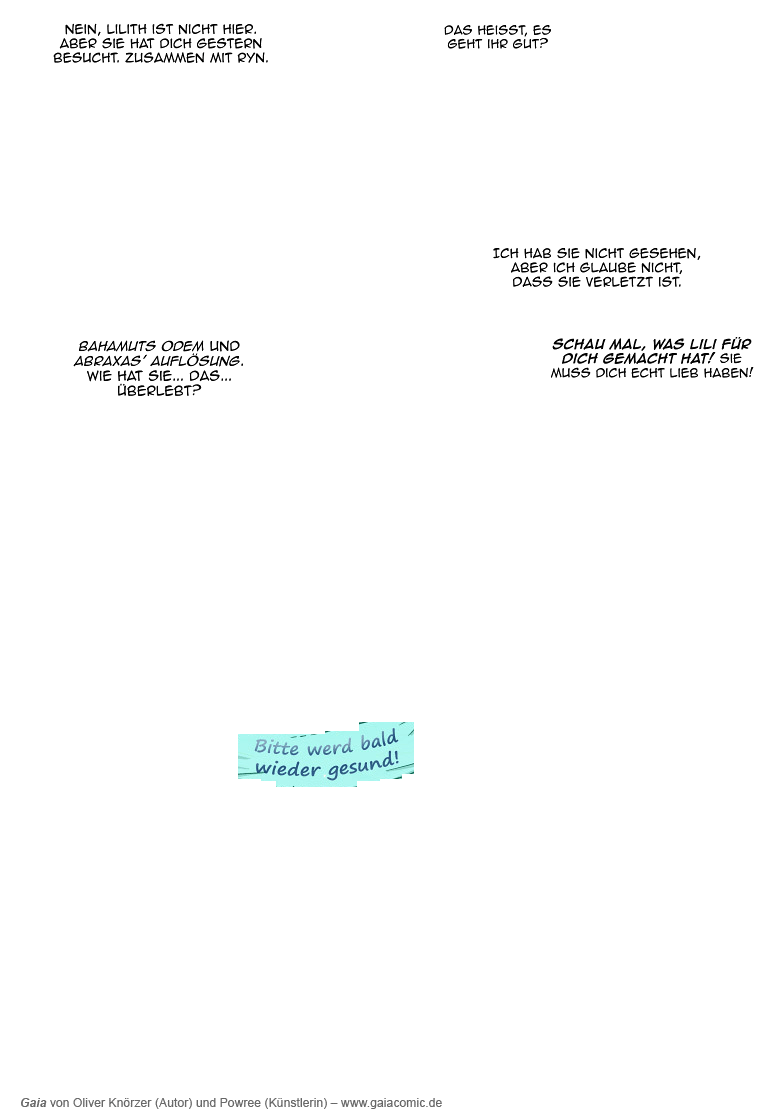 NEIN, LILITH IST NICHT HIER.
ABER SIE HAT DICH GESTERN
BESUCHT. ZUSAMMEN MIT RYN.
DAS HEISST, ES
GEHT IHR GUT?
ICH HAB SIE NICHT GESEHEN,
ABER ICH GLAUBE NICHT,
DASS SIE VERLETZT IST.
BAHAMUTS ODEM UND
ABRAXAS' AUFLÖSUNG.
WIE HAT SIE... DAS...
ÜBERLEBT?
SCHAU MAL, WAS LILI FÜR
DICH GEMACHT HAT! SIE
MUSS DICH ECHT LIEB HABEN!
Bitte werd bald
wieder gesund!
Gaia von Oliver Knörzer (Autor) und Powree (Künstlerin) – www.gaiacomic.de